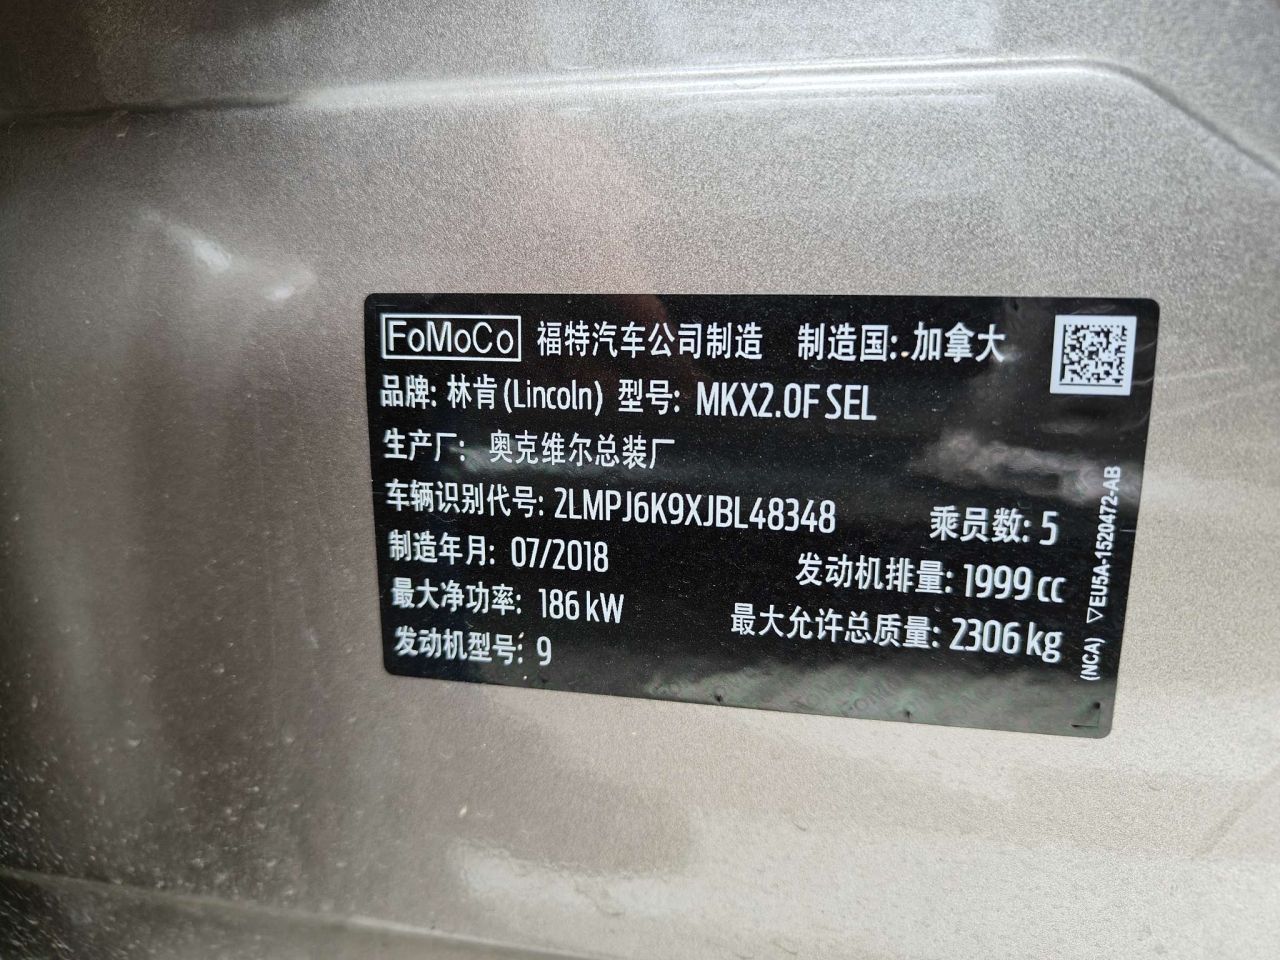 FoMoCo 福特汽车公司制造 制造国: 加拿大
品牌: 林肯 (Lincoln) 型号: MKX2.0F SEL
生产厂: 奥克维尔总装厂
车辆识别代号: 2LMPJ6K9XJBL48348 乘员数: 5
制造年月: 07/2018 发动机排量: 1999 cc
最大净功率: 186 kW 最大允许总质量: 2306 kg
发动机型号: 9
(NCA) ▽EU5A-1520472-AB